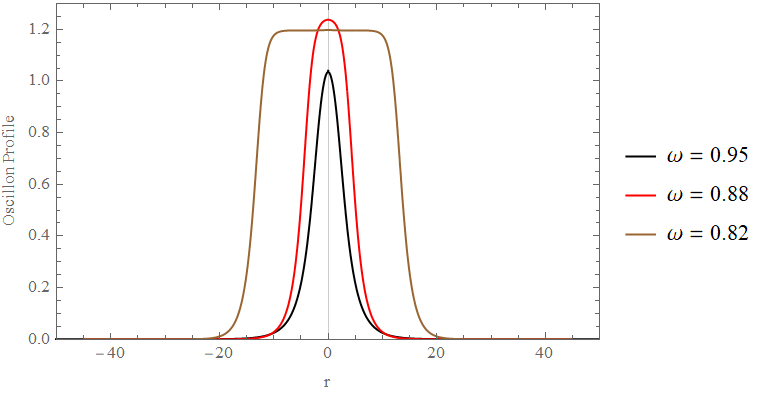 Oscillon Profile
1.2
1.0
0.8
0.6
0.4
0.2
0.0
−40
−20
0
20
40
r
ω = 0.95
ω = 0.88
ω = 0.82